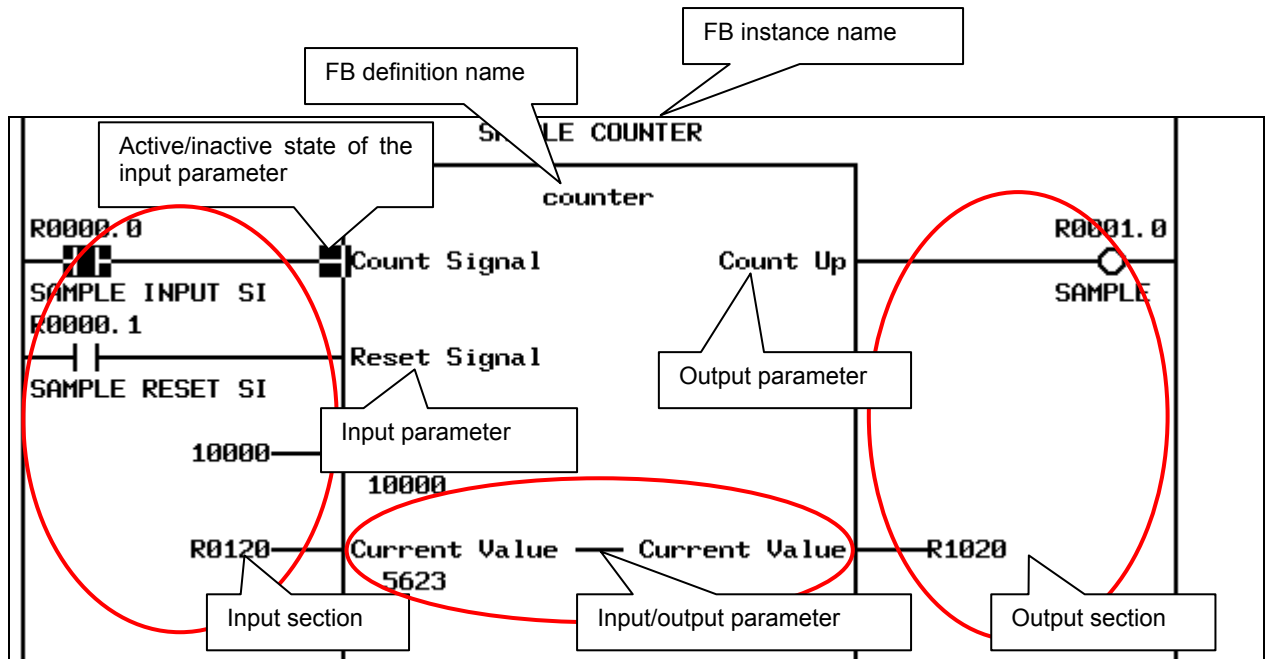 FB instance name
FB definition name
SAMPLE COUNTER
Active/inactive state of the
input parameter
counter
R0000.0
R0001.0
Count Signal
Count Up
SAMPLE INPUT SI
SAMPLE
R0000.1
Reset Signal
Output parameter
SAMPLE RESET SI
Input parameter
10000
10000
R0120
Current Value
Current Value
R1020
5623
Input section
Input/output parameter
Output section